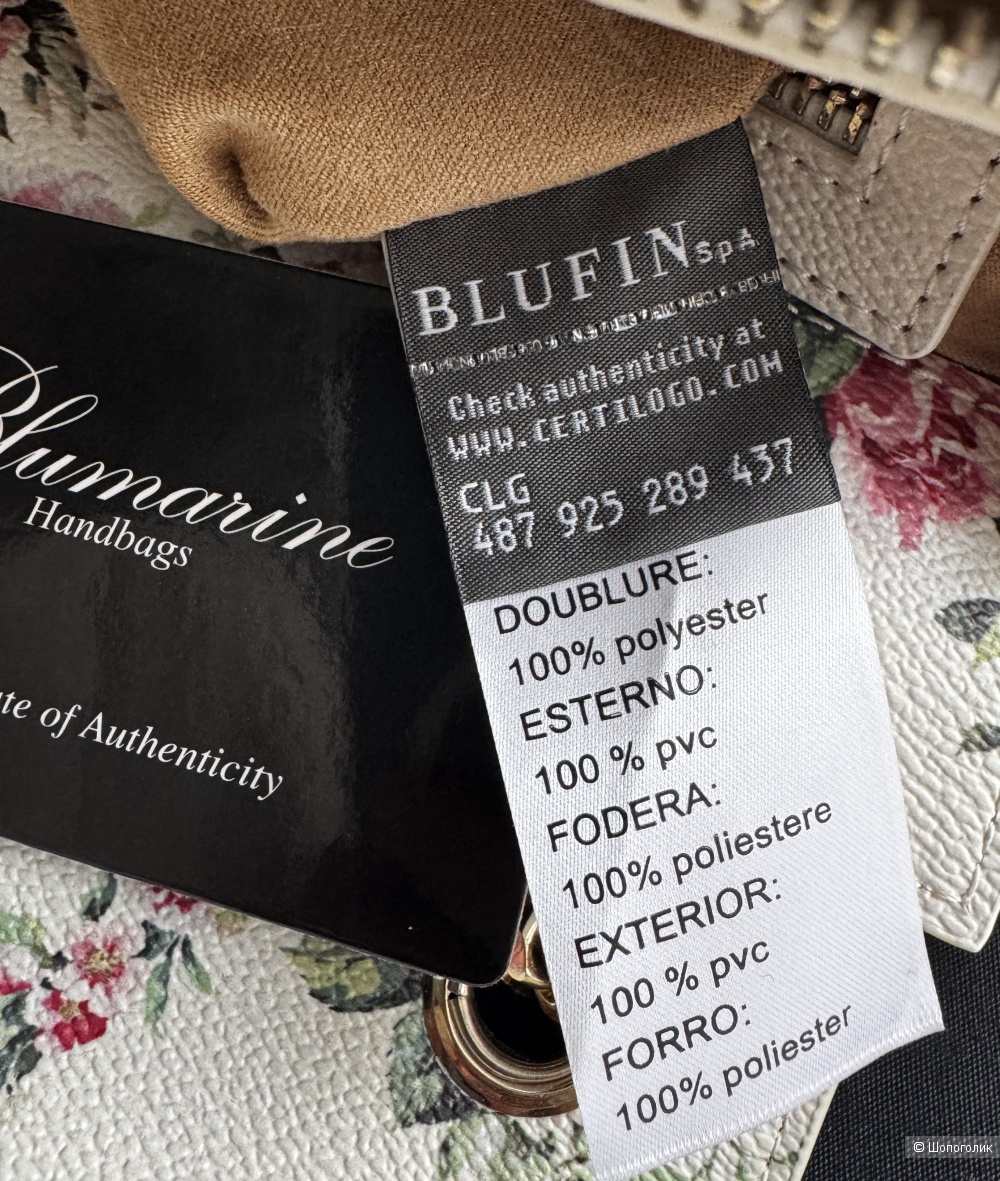 Blumarine
Handbags
of Authenticity
BLUFIN SpA
Check authenticity at
WWW.CERTILOGO.COM
CLG
487 925 289 437
DOUBLURE:
100% polyester
ESTERNO:
100 % pvc
FODERA:
100% poliestere
EXTERIOR:
100 % pvc
FORRO:
100% poliester
© Шопоголик